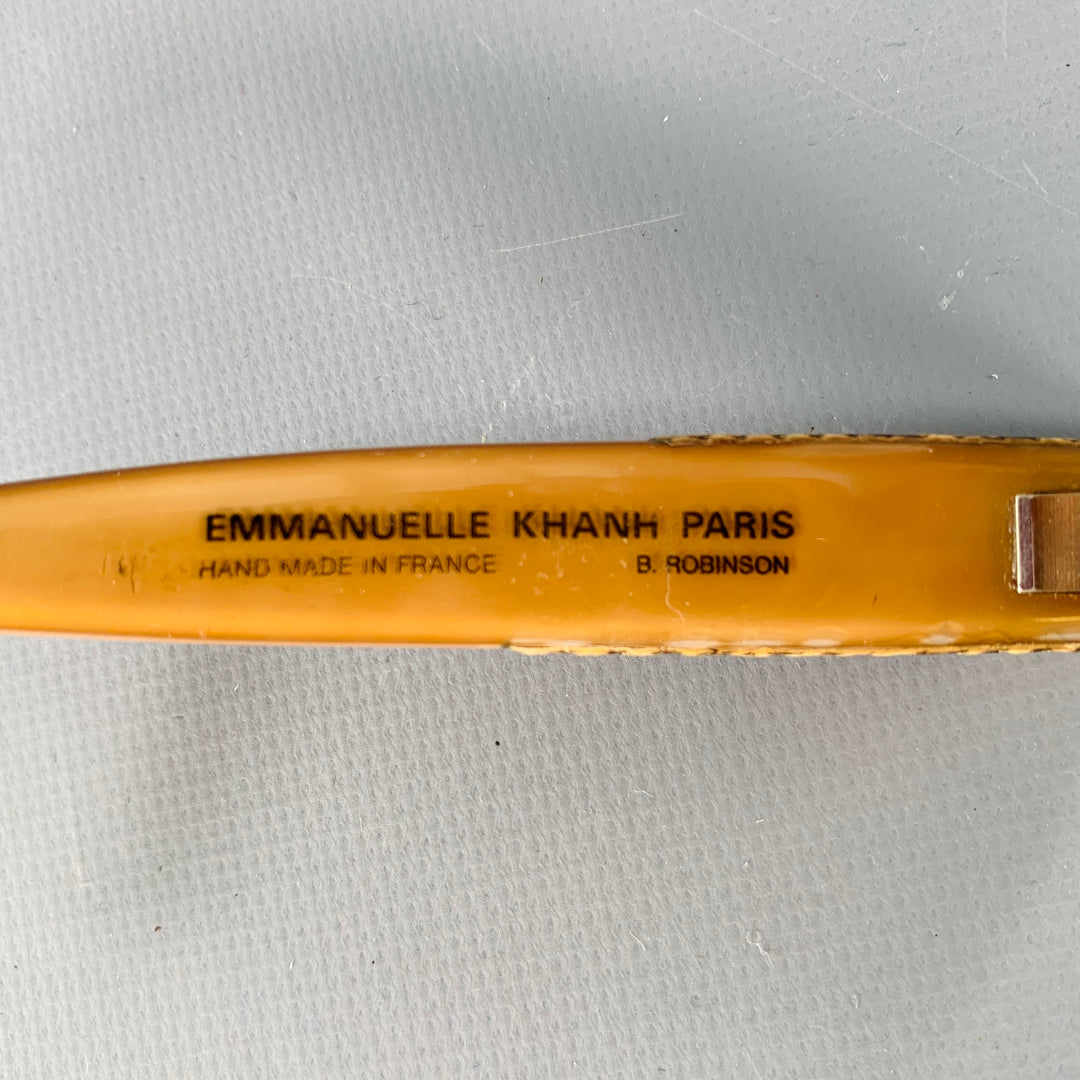 EMMANUELLE KHANH PARIS
HAND MADE IN FRANCE B. ROBINSON